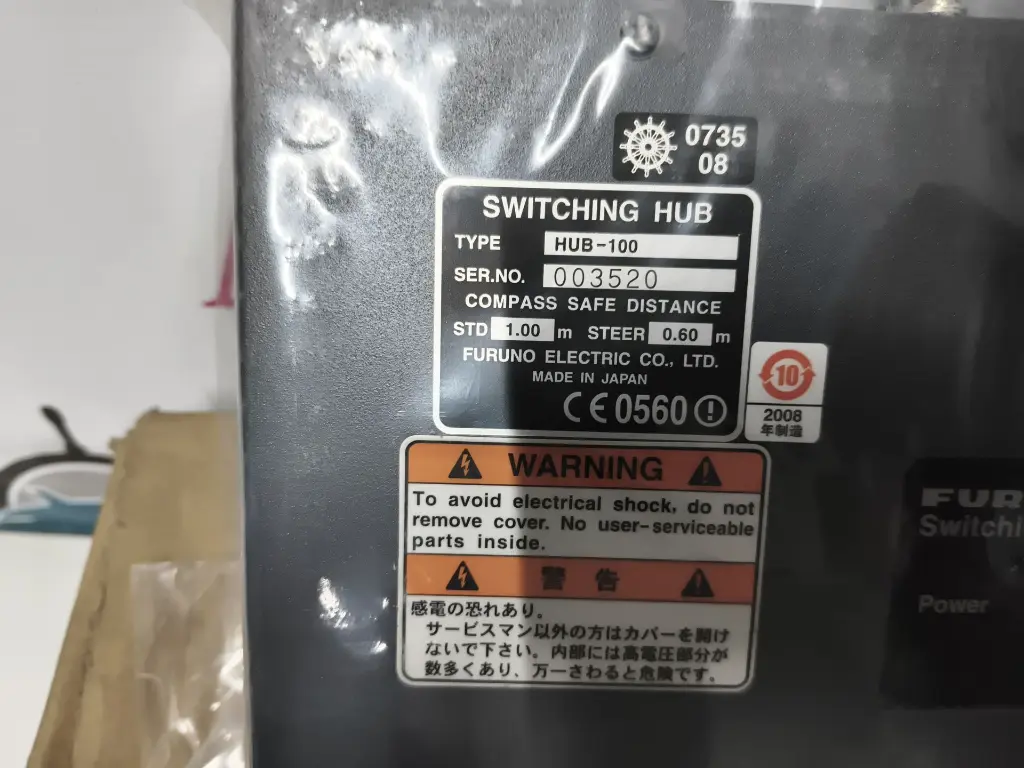 0735
08
SWITCHING HUB
TYPE HUB-100
SER.NO. 003520
COMPASS SAFE DISTANCE
STD 1.00 m STEER 0.60 m
FURUNO ELECTRIC CO., LTD.
MADE IN JAPAN
CE0560
10
2008
年制造
WARNING
To avoid electrical shock, do not
remove cover. No user-serviceable
parts inside.
警告
感電の恐れあり。
サービスマン以外の方はカバーを開け
ないで下さい。内部には高電圧部分が
数多くあり、万一さわると危険です。
FUR
Switchi
Power